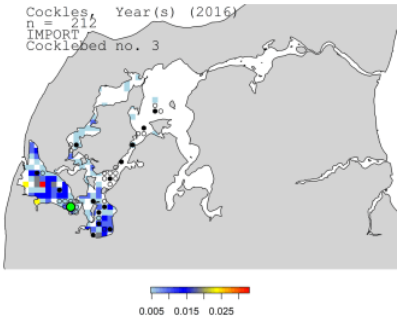 Cockles, Year(s) (2016)
n = 212
IMPORT
Cocklebed no. 3
0.005 0.015 0.025